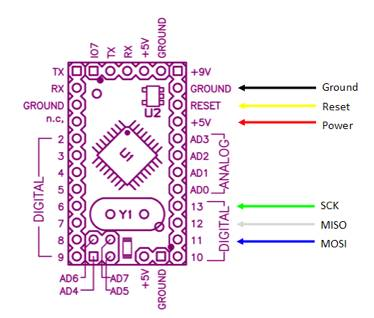 IO7
TX
RX
+5V
GROUND
TX
RX
GROUND
n.c.
2
3
4
5
6
7
8
9
DIGITAL
U2
U1
Y1
+9V
GROUND
RESET
+5V
AD3
AD2
AD1
AD0
ANALOG
13
12
11
10
DIGITAL
Ground
Reset
Power
SCK
MISO
MOSI
AD6
AD7
AD4
AD5
+5V
GROUND